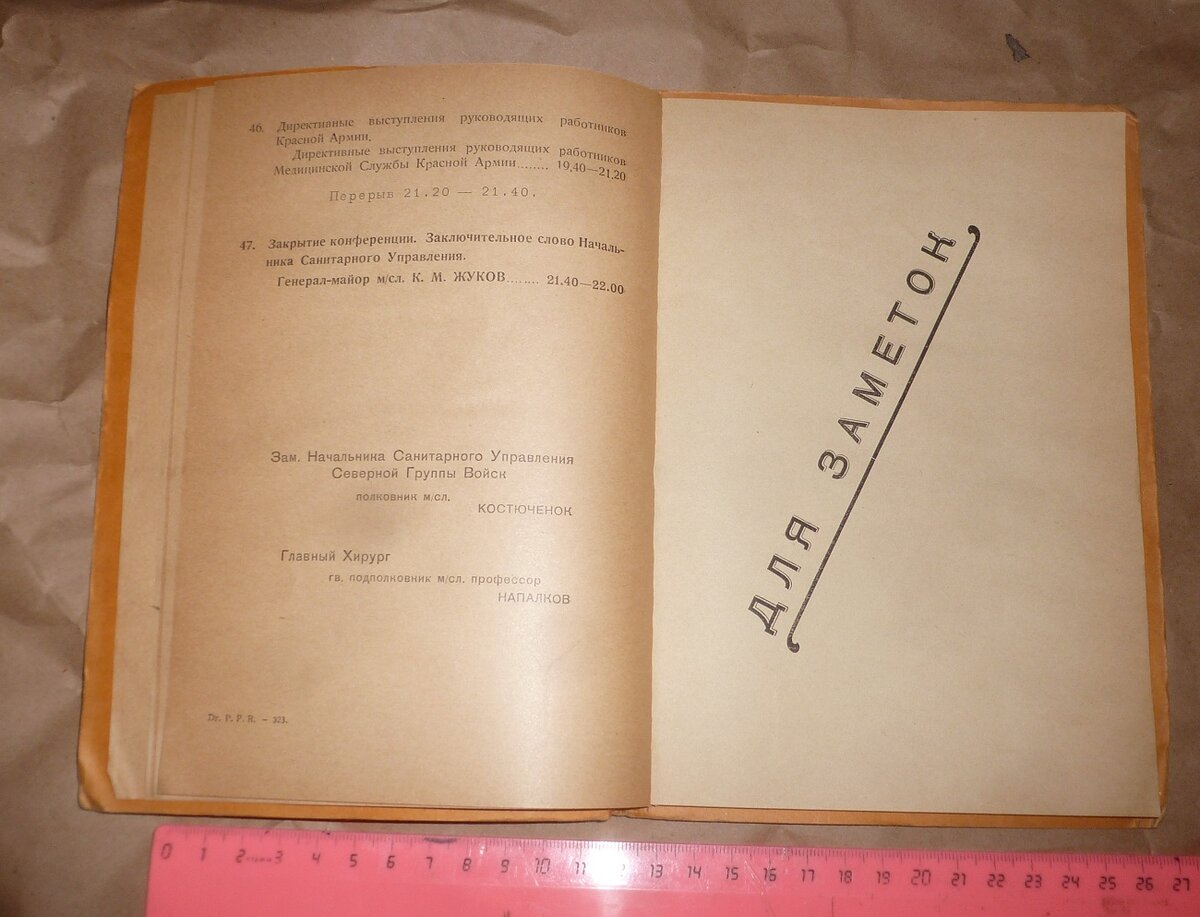 46. Директивные выступления руководящих работников
Красной Армии.
Директивные выступления руководящих работников
Медицинской Службы Красной Армии........ 19,40—21.20
Перерыв 21.20 — 21.40.
47. Закрытие конференции. Заключительное слово Началь-
ника Санитарного Управления.
Генерал-майор м/сл. К. М. ЖУКОВ........ 21.40—22.00
Зам. Начальника Санитарного Управления
Северной Группы Войск
полковник м/сл.
КОСТЮЧЕНОК
Главный Хирург
гв. подполковник м/сл. профессор
НАПАЛКОВ
Dr. P. P. R. – 323.
ДЛЯ ЗАМЕТОК
0 1 2 3 4 5 6 7 8 9 10 11 13 14 15 16 17 18 19 20 21 22 23 24 25 26 27